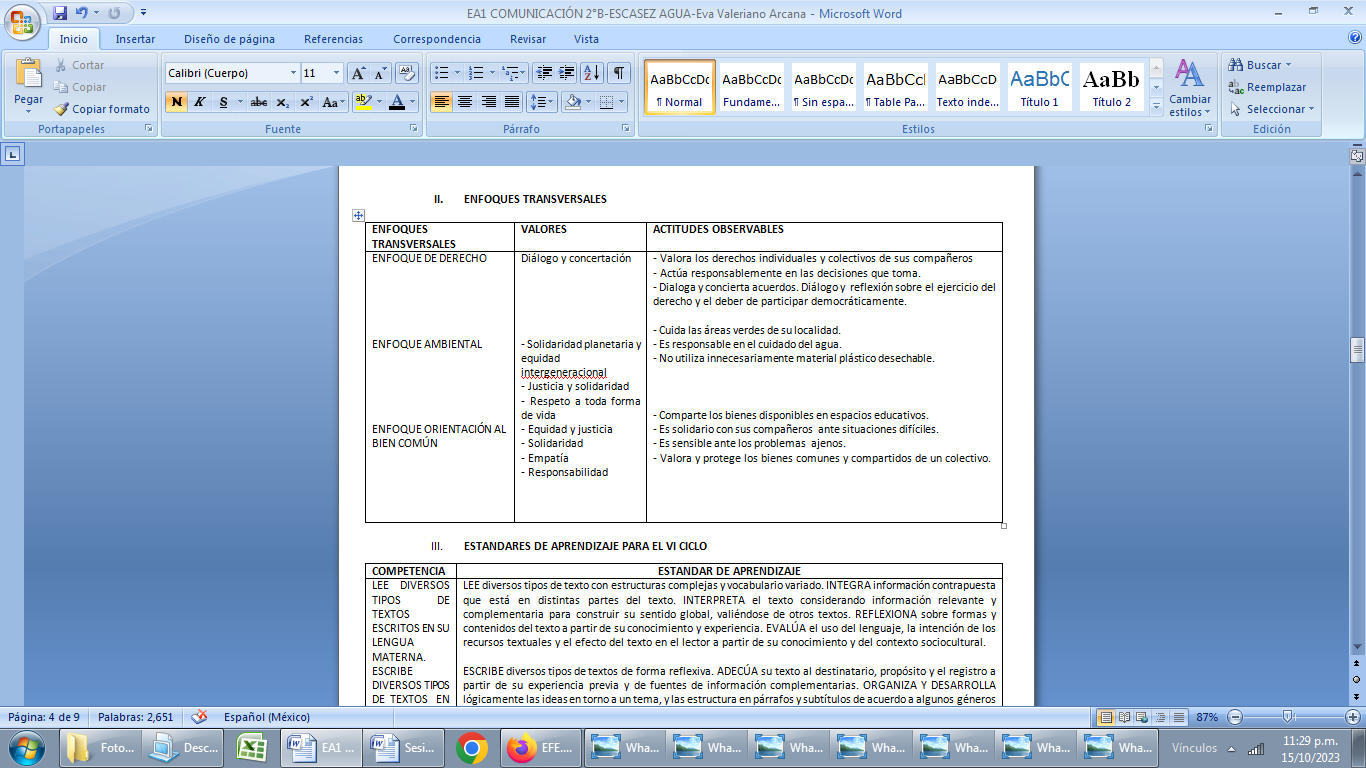 EA1 COMUNICACIÓN 2°B-ESCASEZ AGUA-Eva Valeriano Arcana - Microsoft Word
Inicio Insertar Diseño de página Referencias Correspondencia Revisar Vista
Pegar
Cortar
Copiar
Copiar formato
Portapapeles
Calibri (Cuerpo) 11
N K S abc X₂ X² Aa
Fuente
Párrafo
AaBbCcDc AaBbCcDc AaBbCcDc AaBbCcI AaBbCcD AaBbC AaBb
¶ Normal Fundame... ¶ Sin espa... ¶ Table Pa... Texto inde... Título 1 Título 2
Cambiar estilos
Estilos
Buscar
Reemplazar
Seleccionar
Edición
II. ENFOQUES TRANSVERSALES
ENFOQUES TRANSVERSALES
VALORES
ACTITUDES OBSERVABLES
ENFOQUE DE DERECHO
Diálogo y concertación
- Valora los derechos individuales y colectivos de sus compañeros
- Actúa responsablemente en las decisiones que toma.
- Dialoga y concierta acuerdos. Diálogo y reflexión sobre el ejercicio del
derecho y el deber de participar democráticamente.
ENFOQUE AMBIENTAL
- Solidaridad planetaria y
equidad
intergeneracional
- Justicia y solidaridad
- Respeto a toda forma
de vida
- Cuida las áreas verdes de su localidad.
- Es responsable en el cuidado del agua.
- No utiliza innecesariamente material plástico desechable.
ENFOQUE ORIENTACIÓN AL
BIEN COMÚN
- Equidad y justicia
- Solidaridad
- Empatía
- Responsabilidad
- Comparte los bienes disponibles en espacios educativos.
- Es solidario con sus compañeros ante situaciones difíciles.
- Es sensible ante los problemas ajenos.
- Valora y protege los bienes comunes y compartidos de un colectivo.
III. ESTANDARES DE APRENDIZAJE PARA EL VI CICLO
COMPETENCIA
ESTANDAR DE APRENDIZAJE
LEE DIVERSOS
TIPOS DE
TEXTOS
ESCRITOS EN SU
LENGUA
MATERNA.
LEE diversos tipos de texto con estructuras complejas y vocabulario variado. INTEGRA información contrapuesta
que está en distintas partes del texto. INTERPRETA el texto considerando información relevante y
complementaria para construir su sentido global, valiéndose de otros textos. REFLEXIONA sobre formas y
contenidos del texto a partir de su conocimiento y experiencia. EVALÚA el uso del lenguaje, la intención de los
recursos textuales y el efecto del texto en el lector a partir de su conocimiento y del contexto sociocultural.
ESCRIBE
DIVERSOS TIPOS
DE TEXTOS EN
ESCRIBE diversos tipos de textos de forma reflexiva. ADECÚA su texto al destinatario, propósito y el registro a
partir de su experiencia previa y de fuentes de información complementarias. ORGANIZA Y DESARROLLA
lógicamente las ideas en torno a un tema, y las estructura en párrafos y subtítulos de acuerdo a algunos géneros
Página: 4 de 9 Palabras: 2,651 Español (México) 87%
Foto... Desc... EA1 ... Sesi... EFE.... Wha... Wha... Wha... Wha... Wha... Wha... Wha... Vínculos
11:29 p.m.
15/10/2023